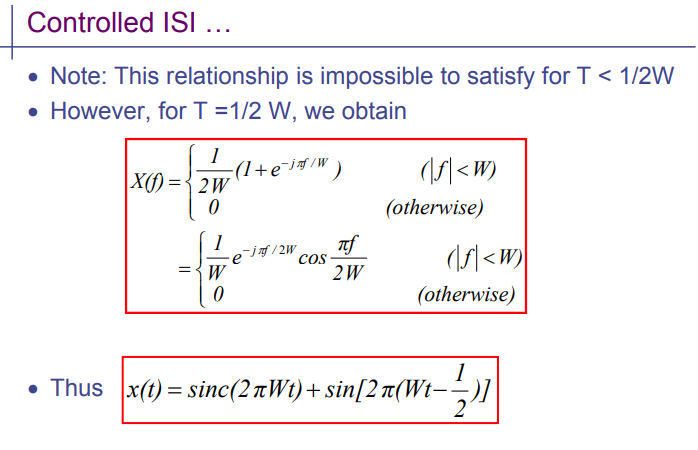 Controlled ISI …
• Note: This relationship is impossible to satisfy for T < 1/2W
• However, for T =1/2 W, we obtain
X(f) = { 1/2W (1+e^{-jπf/W}) (|f|<W)
0 (otherwise)
= { 1/W e^{-jπf/2W} cos πf/2W (|f|<W)
0 (otherwise)
• Thus x(t) = sinc(2πWt)+ sin[2π(Wt–1/2)]